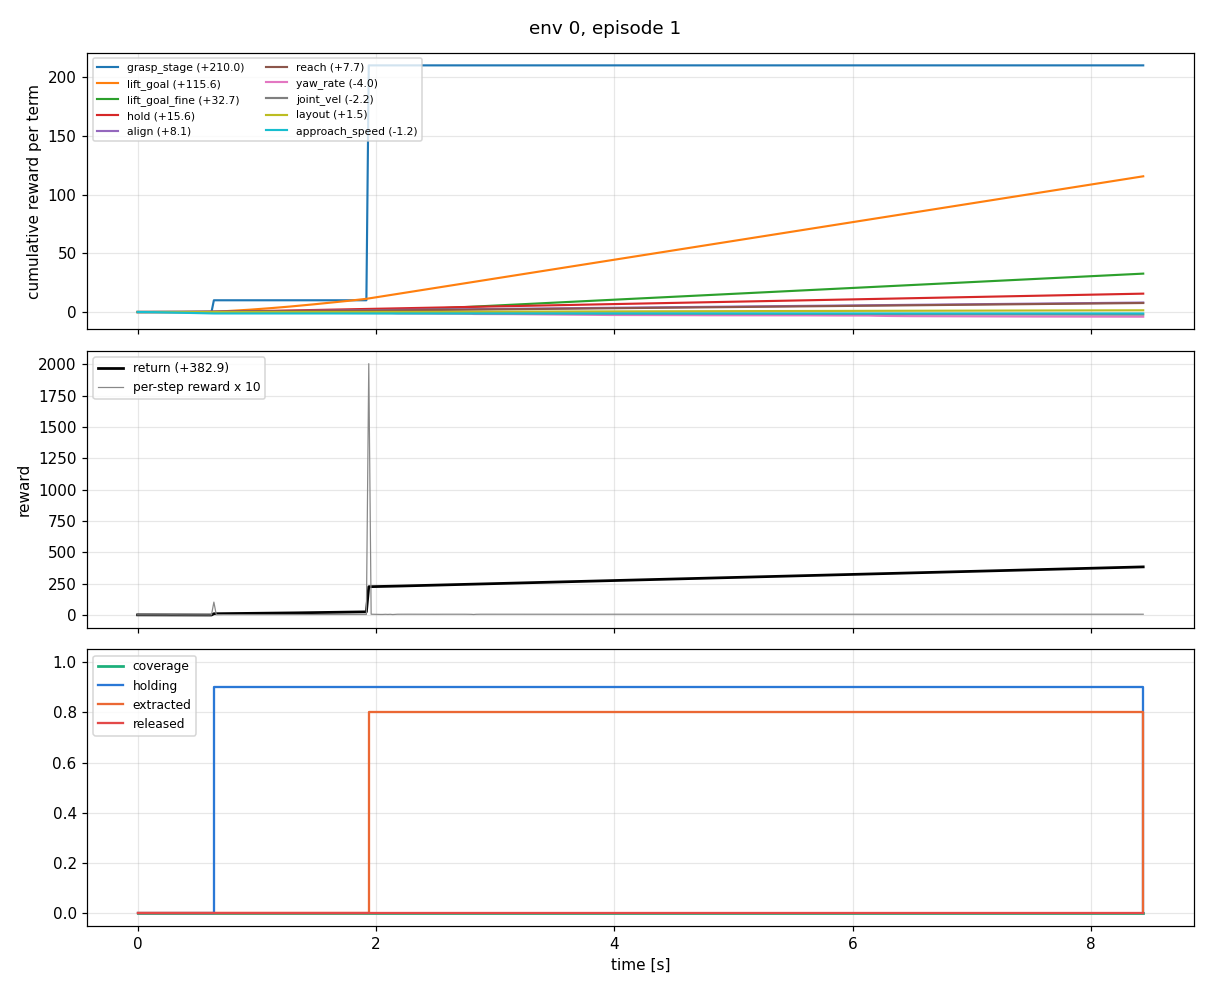 env 0, episode 1
cumulative reward per term
200
150
100
50
0
grasp_stage (+210.0)
lift_goal (+115.6)
lift_goal_fine (+32.7)
hold (+15.6)
align (+8.1)
reach (+7.7)
yaw_rate (-4.0)
joint_vel (-2.2)
layout (+1.5)
approach_speed (-1.2)
reward
2000
1750
1500
1250
1000
750
500
250
0
return (+382.9)
per-step reward x 10
1.0
0.8
0.6
0.4
0.2
0.0
coverage
holding
extracted
released
0 2 4 6 8
time [s]